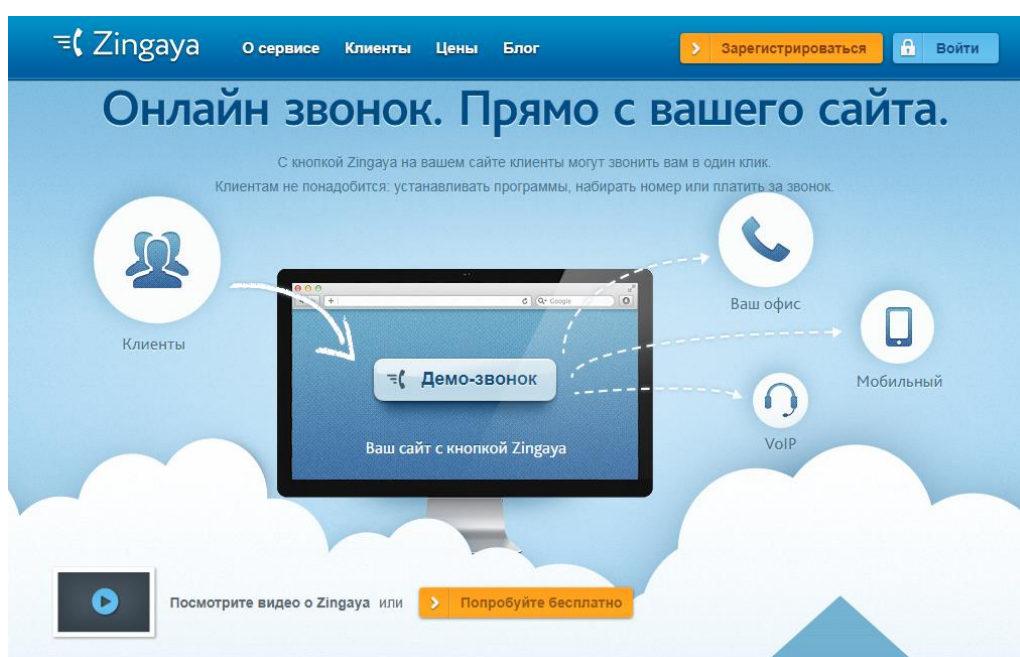 Zingaya
О сервисе Клиенты Цены Блог
Зарегистрироваться
Войти
Онлайн звонок. Прямо с вашего сайта.
С кнопкой Zingaya на вашем сайте клиенты могут звонить вам в один клик.
Клиентам не понадобится: устанавливать программы, набирать номер или платить за звонок.
Клиенты
Google
Демо-звонок
Ваш сайт с кнопкой Zingaya
Ваш офис
Мобильный
VoIP
Посмотрите видео о Zingaya или
Попробуйте бесплатно